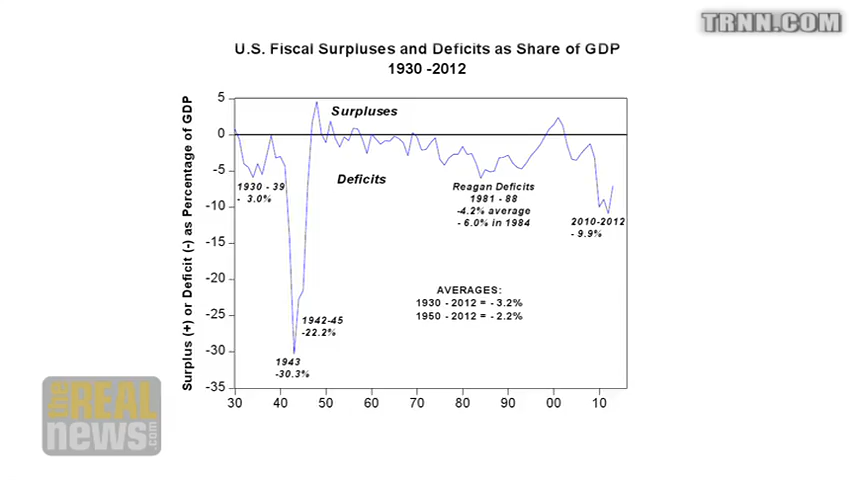 TRNN.COM
U.S. Fiscal Surpluses and Deficits as Share of GDP
1930 -2012
Surplus (+) or Deficit (-) as Percentage of GDP
5
0
-5
-10
-15
-20
-25
-30
-35
Surpluses
Deficits
1930 - 39
- 3.0%
Reagan Deficits
1981 - 88
-4.2% average
- 6.0% in 1984
2010-2012
- 9.9%
AVERAGES:
1930 - 2012 = - 3.2%
1950 - 2012 = - 2.2%
1942-45
-22.2%
1943
-30.3%
30 40 50 60 70 80 90 00 10
the REAL
news.com